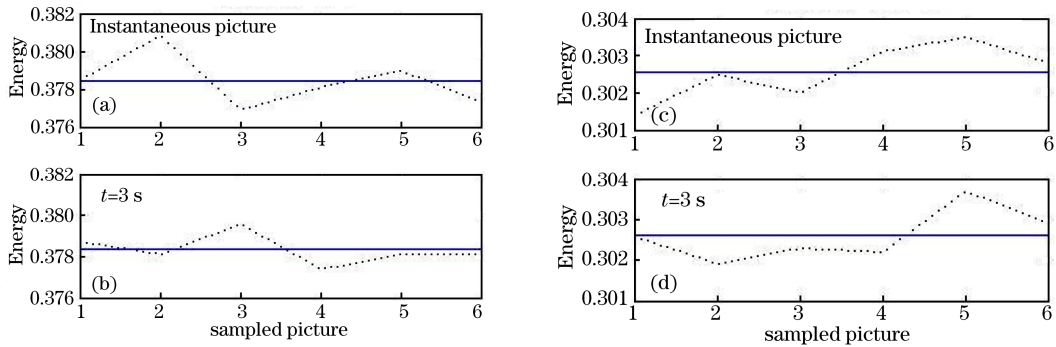 0.382
Instantaneous picture
0.380
Energy
0.378
(a)
0.376
1 2 3 4 5 6
0.382
t=3 s
0.380
Energy
0.378
(b)
0.376
1 2 3 4 5 6
sampled picture
0.304
Instantaneous picture
0.303
Energy
0.302
(c)
0.301
1 2 3 4 5 6
0.304
t=3 s
0.303
Energy
0.302
(d)
0.301
1 2 3 4 5 6
sampled picture